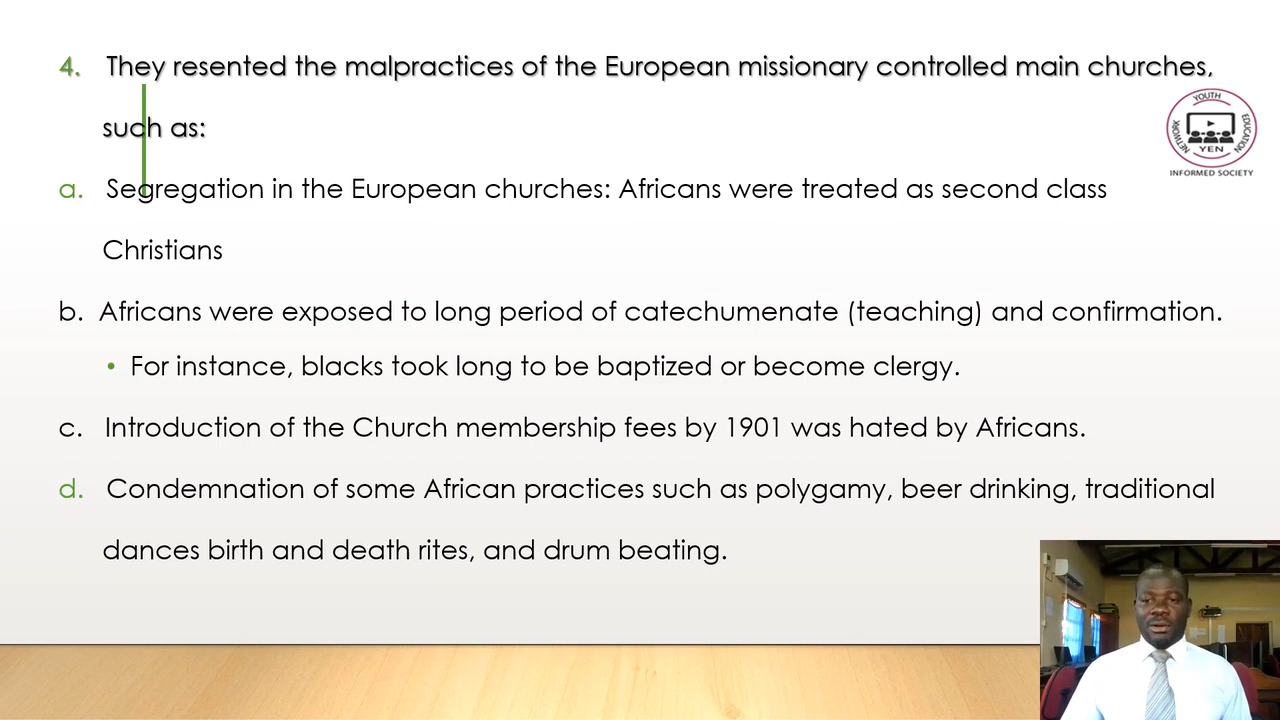 4. They resented the malpractices of the European missionary controlled main churches,
such as:
a. Segregation in the European churches: Africans were treated as second class
Christians
b. Africans were exposed to long period of catechumenate (teaching) and confirmation.
• For instance, blacks took long to be baptized or become clergy.
c. Introduction of the Church membership fees by 1901 was hated by Africans.
d. Condemnation of some African practices such as polygamy, beer drinking, traditional
dances birth and death rites, and drum beating.
YOUTH
EDUCATION
NETWORK
YEN
INFORMED SOCIETY